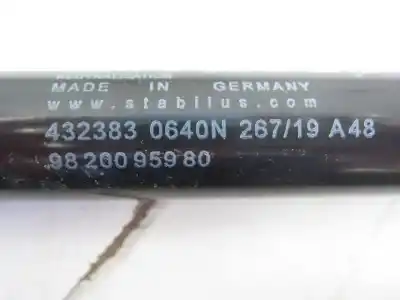 MADE IN GERMANY
www.stabilus.com
432383 0640N 267/19 A48
98 200 959 80